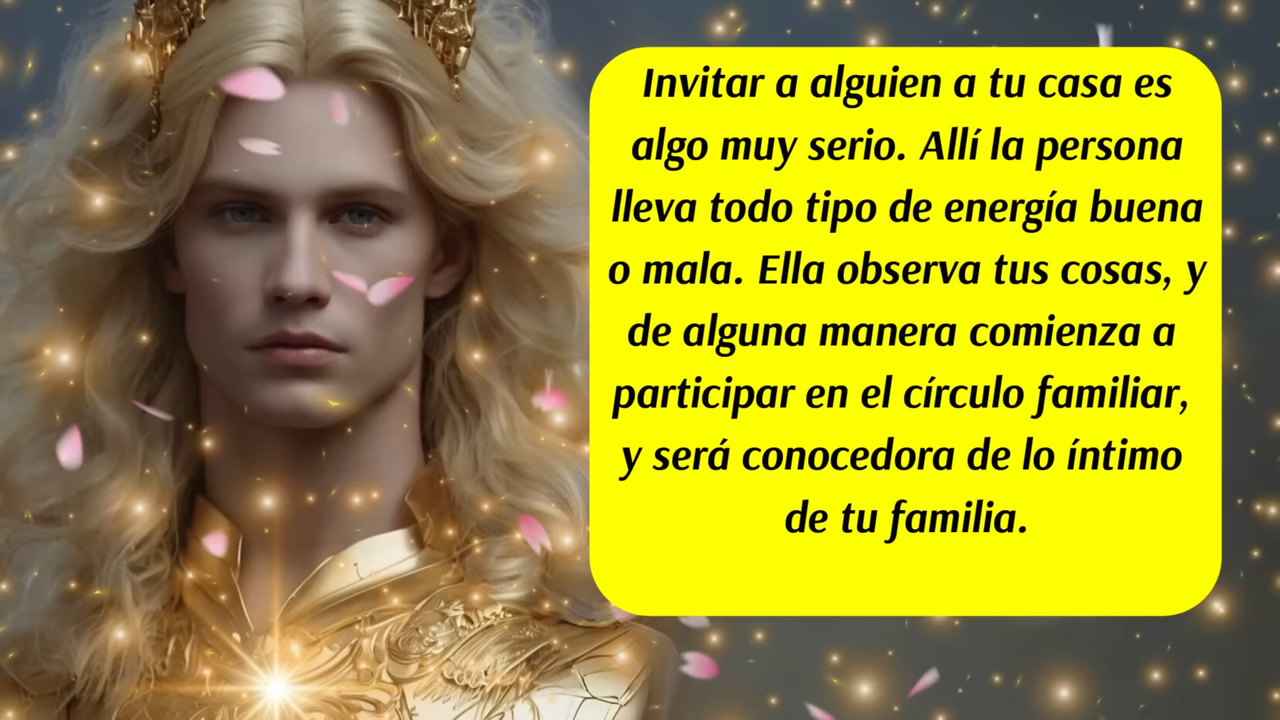 Invitar a alguien a tu casa es
algo muy serio. Allí la persona
lleva todo tipo de energía buena
o mala. Ella observa tus cosas, y
de alguna manera comienza a
participar en el círculo familiar,
y será conocedora de lo íntimo
de tu familia.